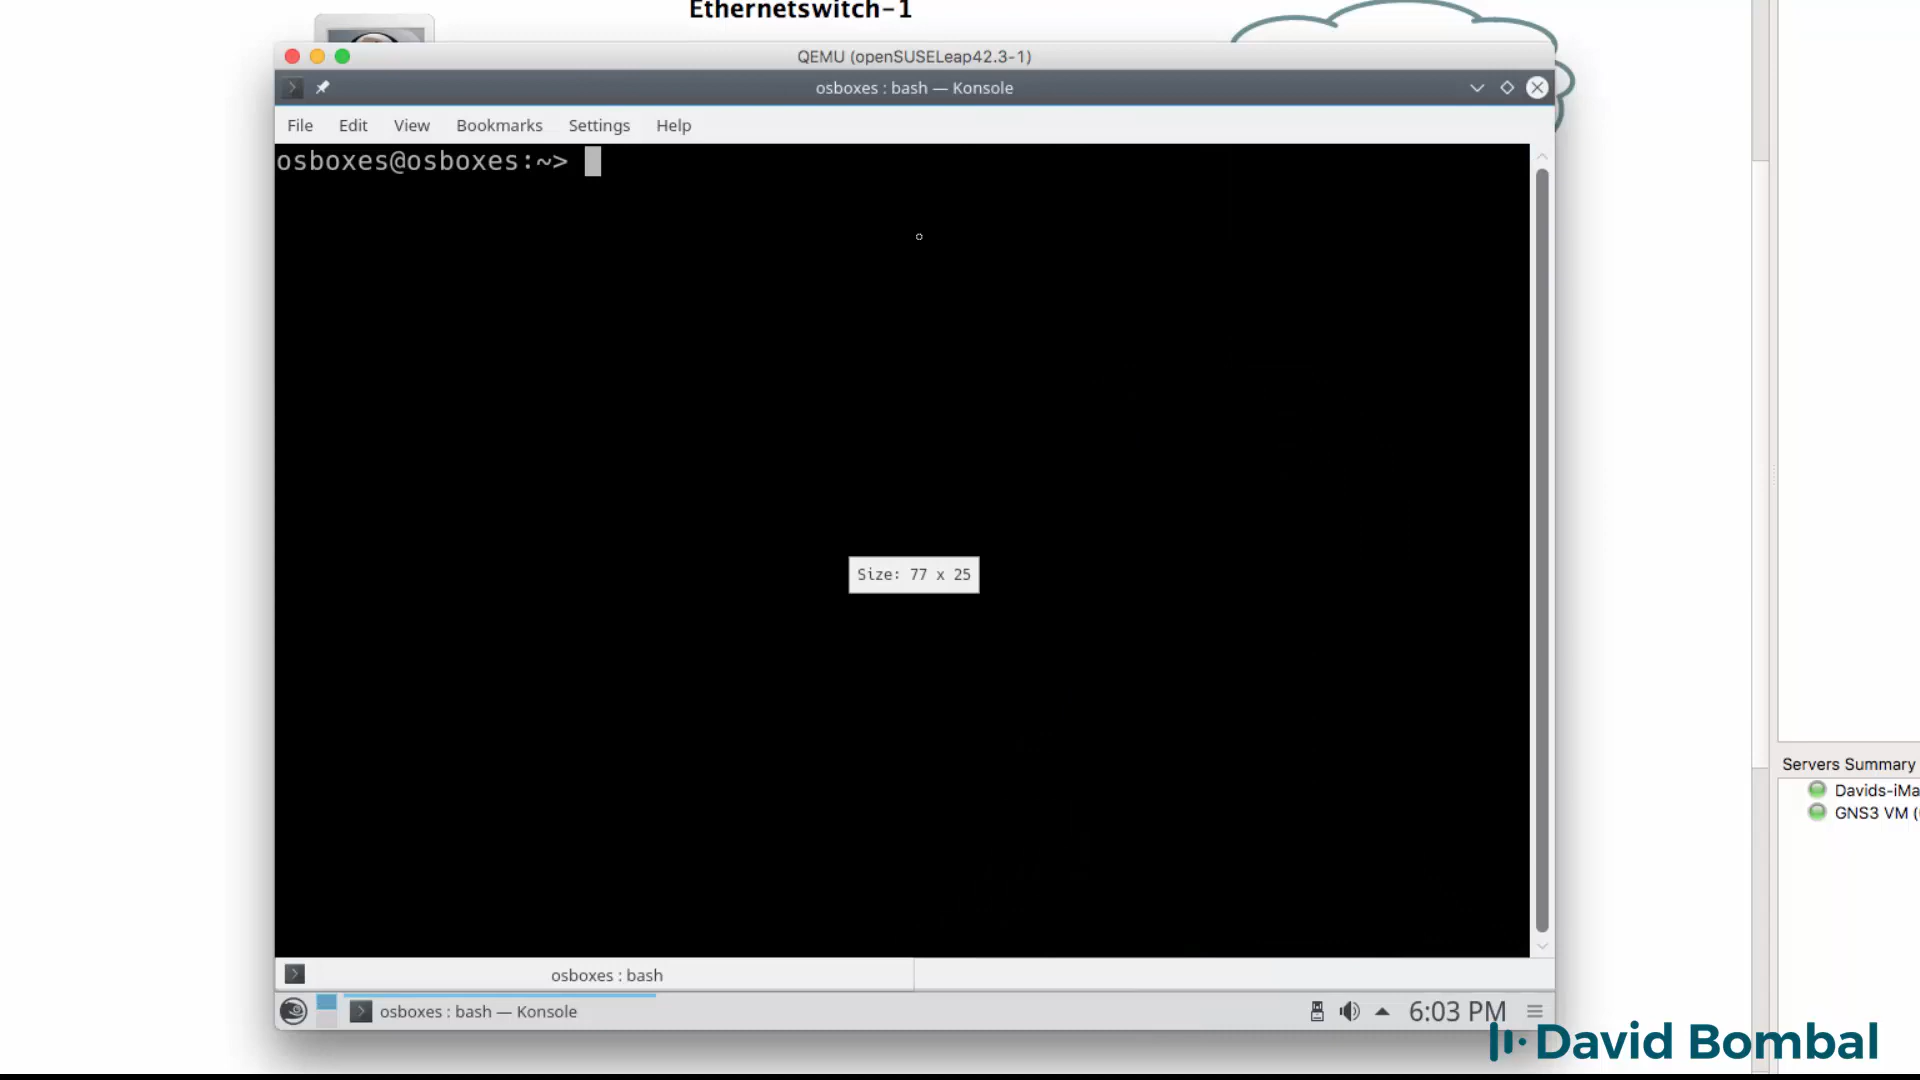 Ethernetswitch-1
QEMU (openSUSELeap42.3-1)
osboxes : bash — Konsole
File Edit View Bookmarks Settings Help
osboxes@osboxes:~>
Size: 77 x 25
Servers Summary
Davids-iMa
GNS3 VM (
osboxes : bash
osboxes : bash — Konsole
6:03 PM
David Bombal